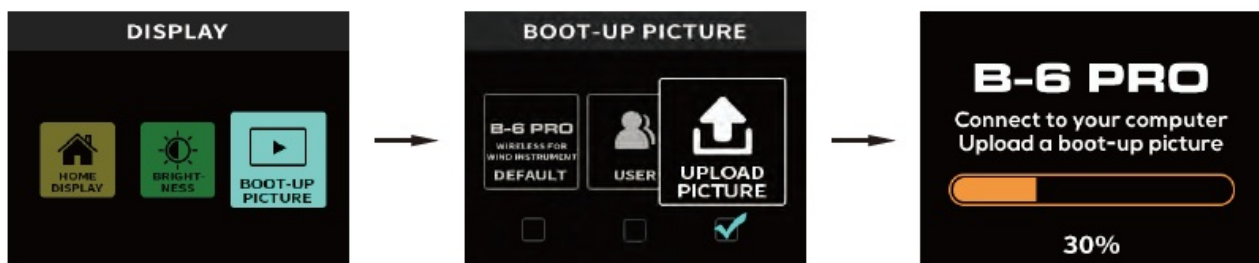 DISPLAY
HOME
DISPLAY
BRIGHT-
NESS
BOOT-UP
PICTURE
BOOT-UP PICTURE
B-6 PRO
WIRELESS FOR
WIND INSTRUMENT
DEFAULT
USER
UPLOAD
PICTURE
B-6 PRO
Connect to your computer
Upload a boot-up picture
30%